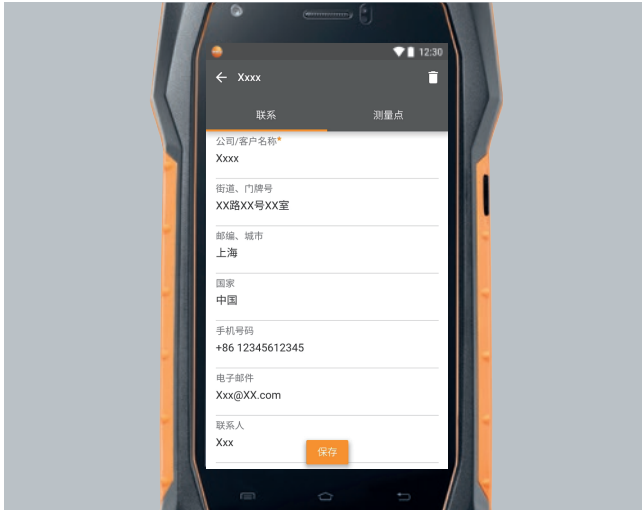 12:30
Xxxx
联系
测量点
公司/客户名称*
Xxxx
街道、门牌号
XX路XX号XX室
邮编、城市
上海
国家
中国
手机号码
+86 12345612345
电子邮件
Xxx@XX.com
联系人
Xxx
保存